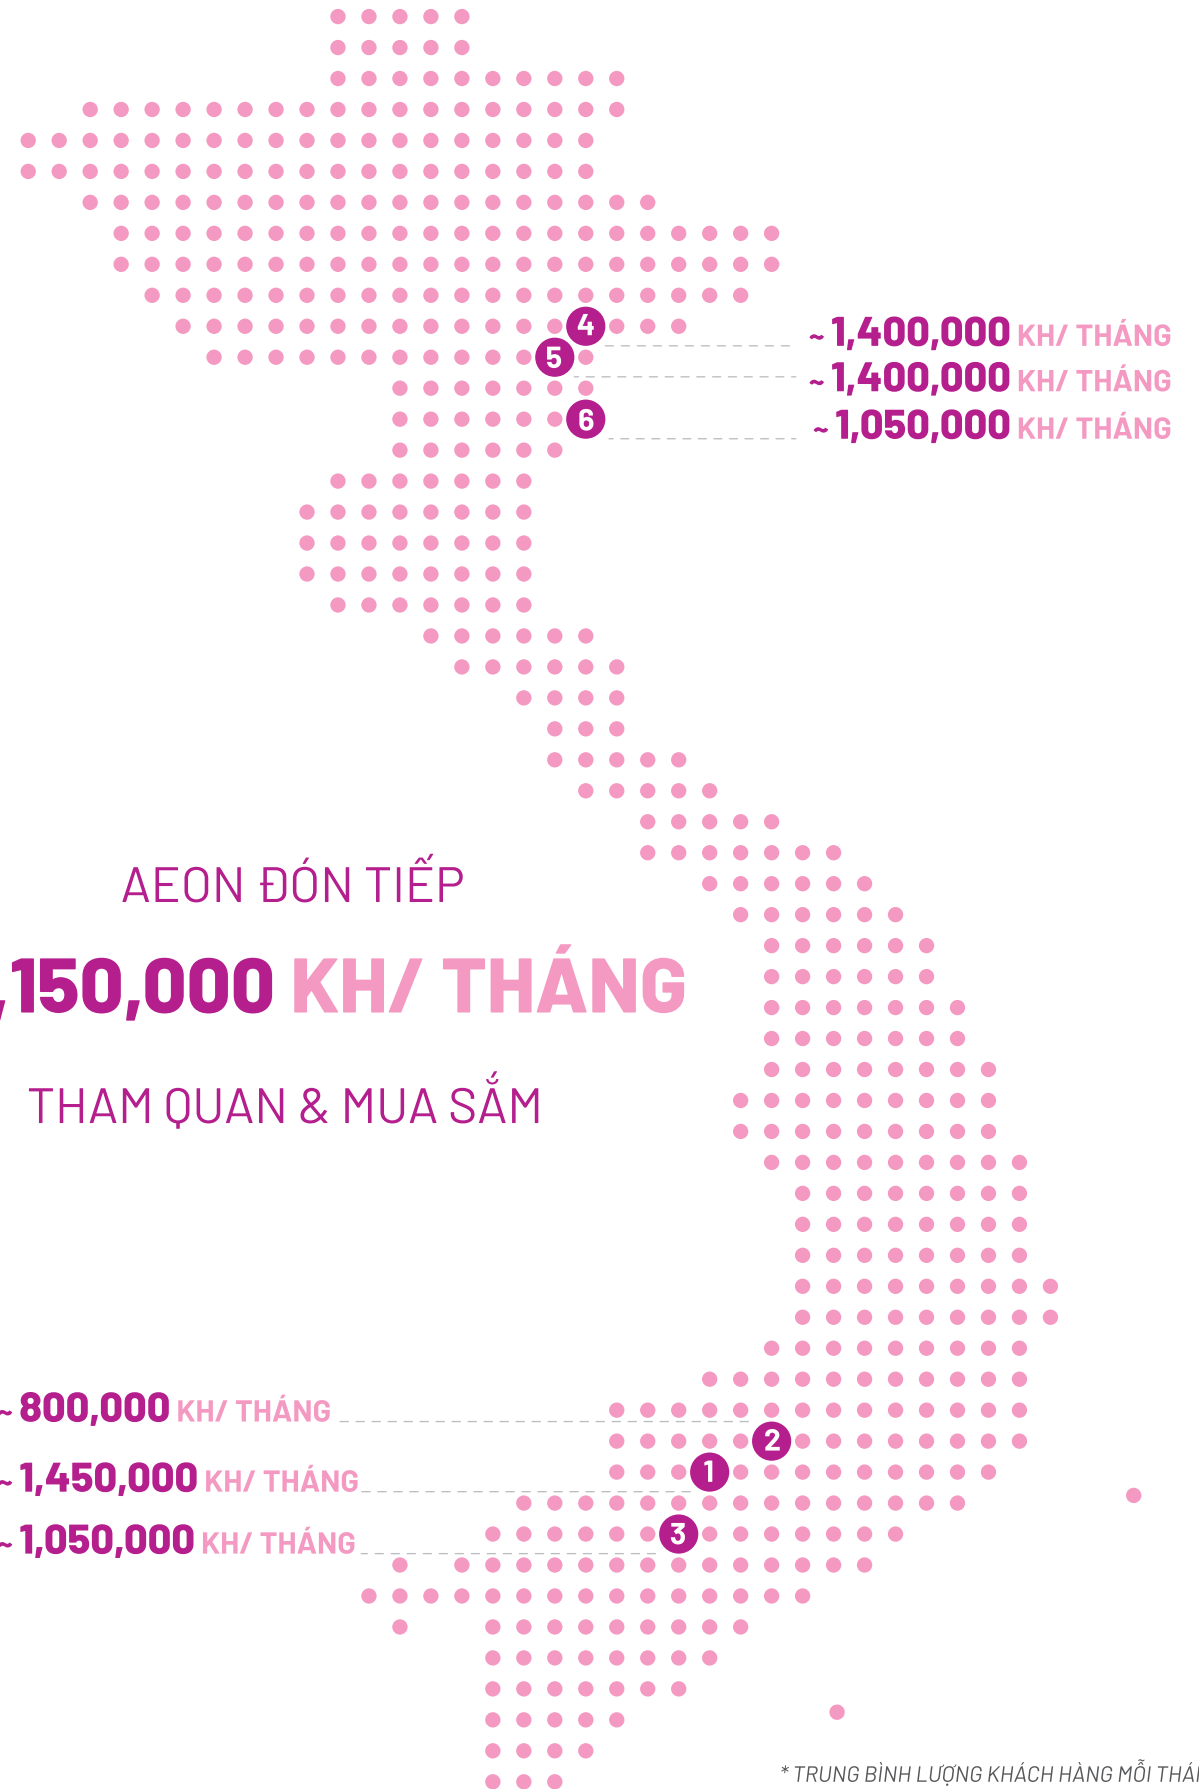 4
~ 1,400,000 KH/ THÁNG
5
~ 1,400,000 KH/ THÁNG
6
~ 1,050,000 KH/ THÁNG
AEON ĐÓN TIẾP
,150,000 KH/ THÁNG
THAM QUAN & MUA SẮM
~ 800,000 KH/ THÁNG
2
~ 1,450,000 KH/ THÁNG
1
~ 1,050,000 KH/ THÁNG
3
* TRUNG BÌNH LƯỢNG KHÁCH HÀNG MỖI